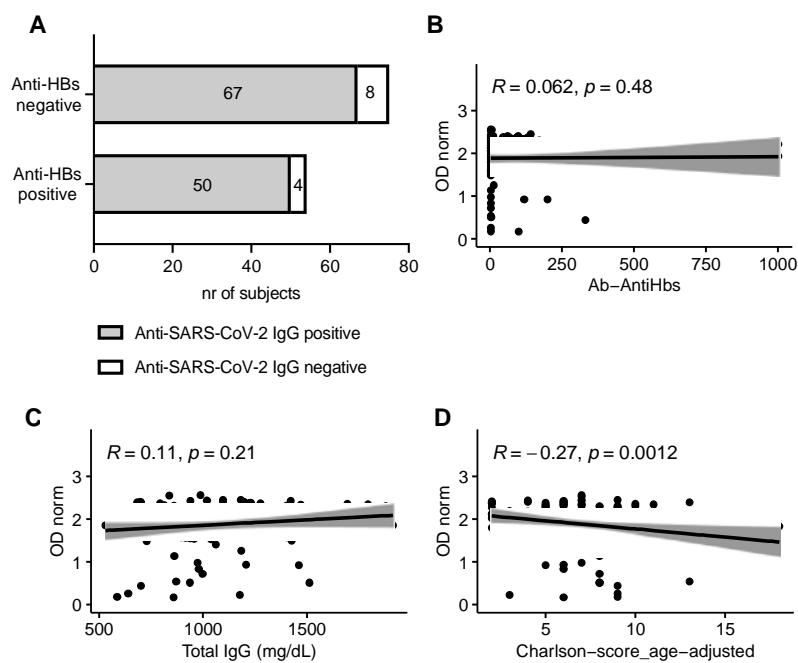 A
Anti-HBs
negative
67
8
Anti-HBs
positive
50
4
0
20
40
60
80
nr of subjects
Anti-SARS-CoV-2 IgG positive
Anti-SARS-CoV-2 IgG negative
B
R = 0.062, p = 0.48
OD norm
3
2
1
0
0
250
500
750
1000
Ab−AntiHbs
C
R = 0.11, p = 0.21
OD norm
3
2
1
0
500
1000
1500
Total IgG (mg/dL)
D
R = −0.27, p = 0.0012
OD norm
3
2
1
0
5
10
15
Charlson−score_age−adjusted